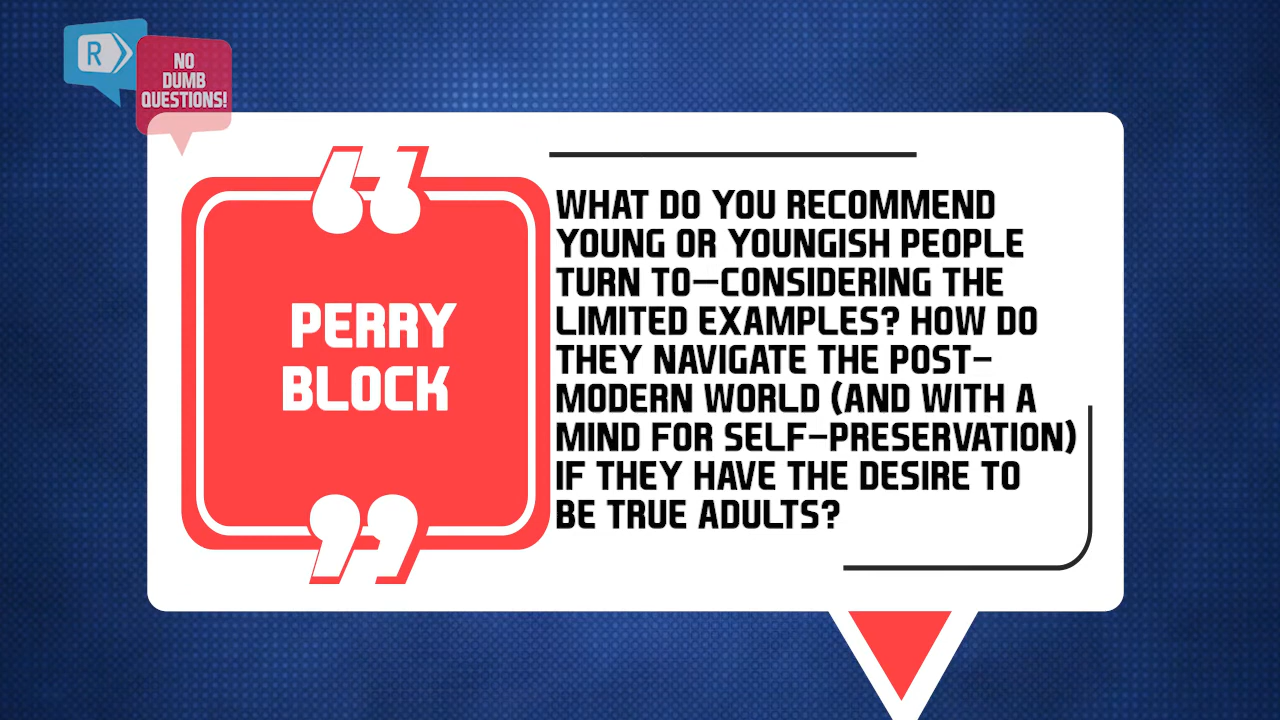 R
NO
DUMB
QUESTIONS!
PERRY
BLOCK
WHAT DO YOU RECOMMEND
YOUNG OR YOUNGISH PEOPLE
TURN TO—CONSIDERING THE
LIMITED EXAMPLES? HOW DO
THEY NAVIGATE THE POST–
MODERN WORLD (AND WITH A
MIND FOR SELF–PRESERVATION)
IF THEY HAVE THE DESIRE TO
BE TRUE ADULTS?